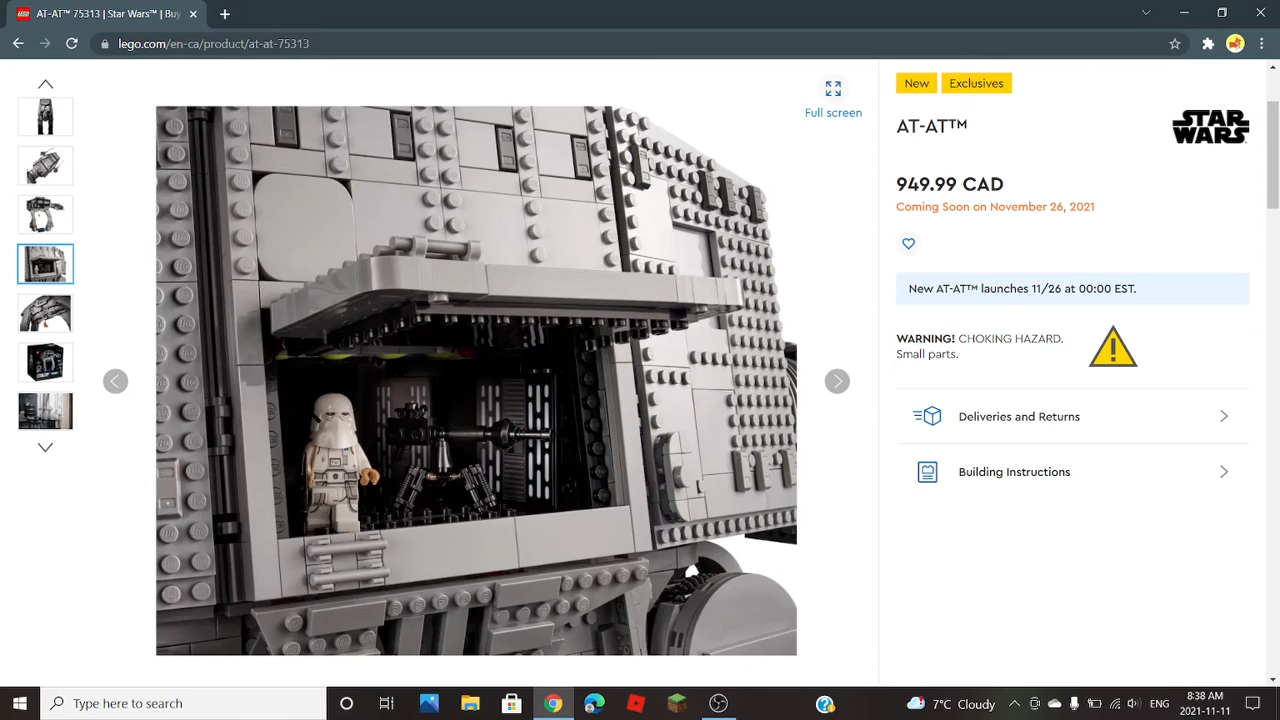 AT-AT™ 75313 | Star Wars™ | Buy
lego.com/en-ca/product/at-at-75313
Full screen
New
Exclusives
AT-AT™
STAR
WARS
949.99 CAD
Coming Soon on November 26, 2021
New AT-AT™ launches 11/26 at 00:00 EST.
WARNING! CHOKING HAZARD.
Small parts.
Deliveries and Returns
Building Instructions
Type here to search
7°C Cloudy
ENG
8:38 AM
2021-11-11